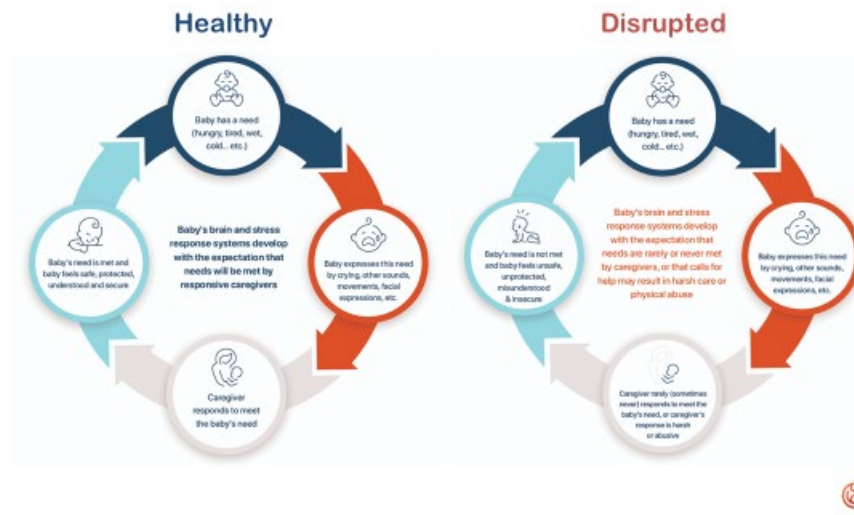 Healthy
Baby has a need
(hungry, tired, wet,
cold... etc.)
Baby expresses this need
by crying, other sounds,
movements, facial
expressions, etc.
Caregiver
responds to meet
the baby's need
Baby's need is met and
baby feels safe, protected,
understood and secure
Baby's brain and stress
response systems develop
with the expectation that
needs will be met by
responsive caregivers
Disrupted
Baby has a need
(hungry, tired, wet,
cold... etc.)
Baby expresses this need
by crying, other sounds,
movements, facial
expressions, etc.
Caregiver rarely (sometimes
never) responds to meet the
baby's need, or caregiver's
response is harsh
or abusive
Baby's need is not met
and baby feels unsafe,
unprotected,
misunderstood
& insecure
Baby's brain and stress
response systems develop
with the expectation that
needs are rarely or never met
by caregivers, or that calls for
help may result in harsh care or
physical abuse